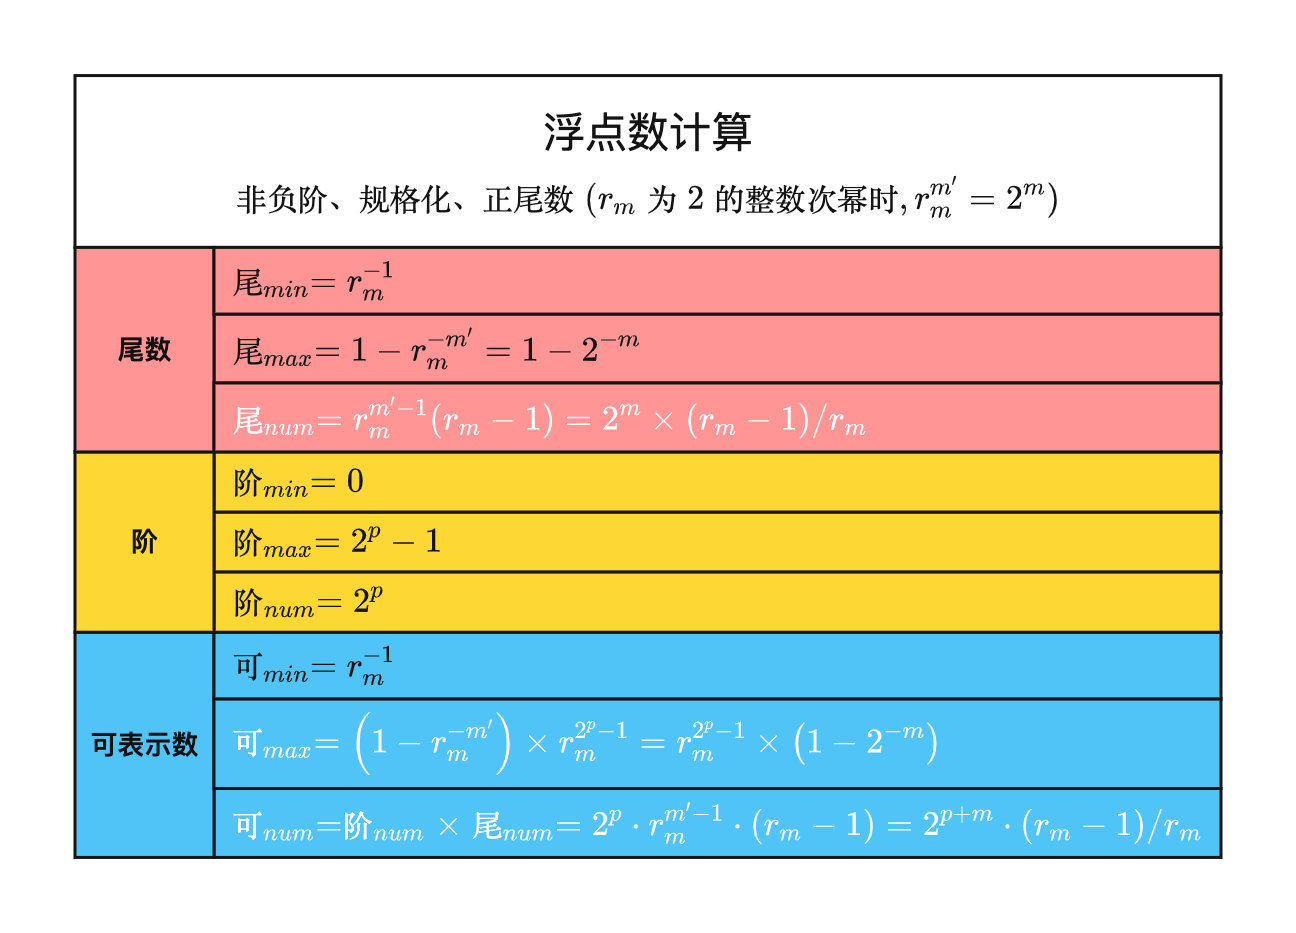 浮点数计算
非负阶、规格化、正尾数 ($r_m$ 为 2 的整数次幂时, $r_m^{m'} = 2^m$)
尾数
尾$_{min}$= $r_m^{-1}$
尾$_{max}$= $1 - r_m^{-m'} = 1 - 2^{-m}$
尾$_{num}$= $r_m^{m'-1}(r_m - 1) = 2^m \times (r_m - 1)/r_m$
阶
阶$_{min}$= $0$
阶$_{max}$= $2^p - 1$
阶$_{num}$= $2^p$
可表示数
可$_{min}$= $r_m^{-1}$
可$_{max}$= $\left(1 - r_m^{-m'}\right) \times r_m^{2^p-1} = r_m^{2^p-1} \times (1 - 2^{-m})$
可$_{num}$=阶$_{num}$ × 尾$_{num}$= $2^p \cdot r_m^{m'-1} \cdot (r_m - 1) = 2^{p+m} \cdot (r_m - 1)/r_m$